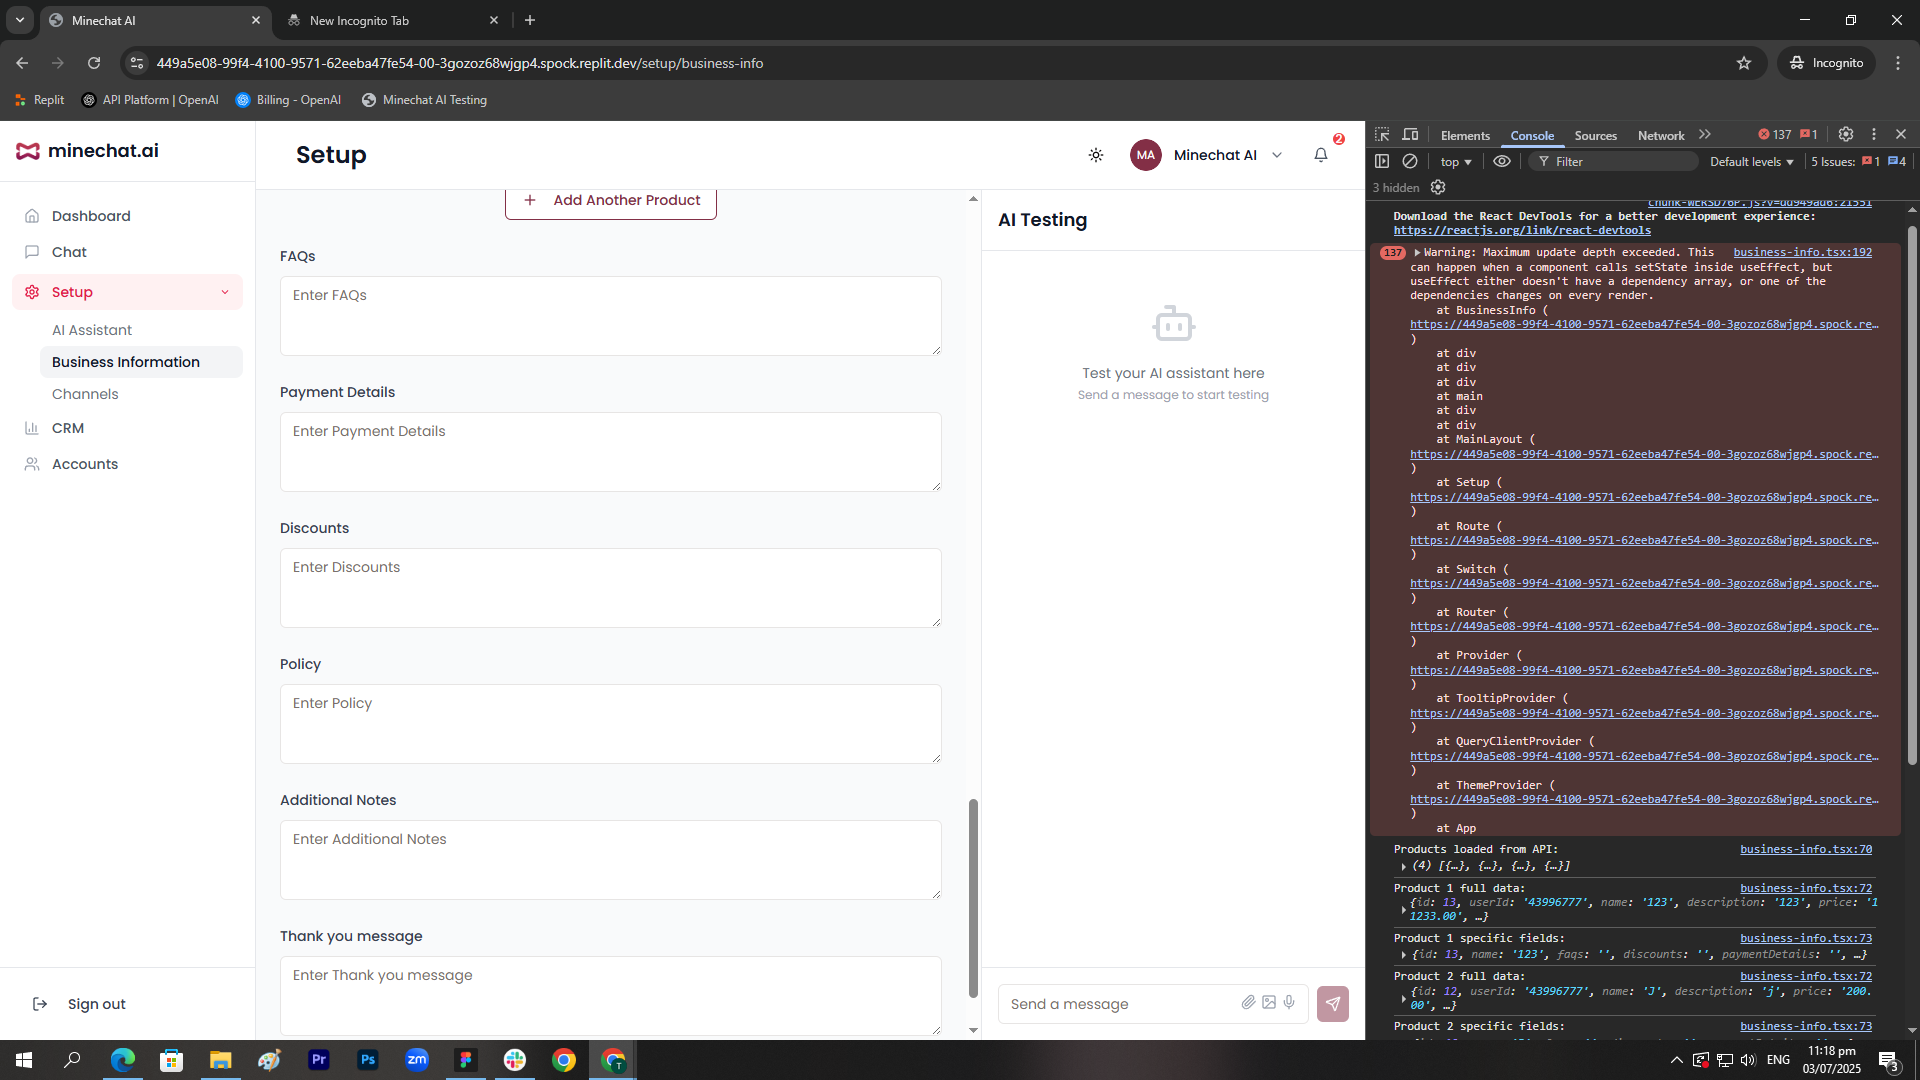 Minechat AI
New Incognito Tab
449a5e08-99f4-4100-9571-62eeba47fe54-00-3gozoz68wjgp4.spock.replit.dev/setup/business-info
Incognito
Replit
API Platform | OpenAI
Billing - OpenAI
Minechat AI Testing
minechat.ai
Dashboard
Chat
Setup
AI Assistant
Business Information
Channels
CRM
Accounts
Sign out
Setup
MA
Minechat AI
2
Add Another Product
FAQs
Enter FAQs
Payment Details
Enter Payment Details
Discounts
Enter Discounts
Policy
Enter Policy
Additional Notes
Enter Additional Notes
Thank you message
Enter Thank you message
AI Testing
Test your AI assistant here
Send a message to start testing
Send a message
Elements
Console
Sources
Network
137
1
top
Filter
Default levels
5 Issues:
1
4
3 hidden
Download the React DevTools for a better development experience:
https://reactjs.org/link/react-devtools
137
Warning: Maximum update depth exceeded. This business-info.tsx:192
can happen when a component calls setState inside useEffect, but
useEffect either doesn't have a dependency array, or one of the
dependencies changes on every render.
at BusinessInfo (
https://449a5e08-99f4-4100-9571-62eeba47fe54-00-3gozoz68wjgp4.spock.re…
)
at div
at div
at div
at main
at div
at div
at MainLayout (
https://449a5e08-99f4-4100-9571-62eeba47fe54-00-3gozoz68wjgp4.spock.re…
)
at Setup (
https://449a5e08-99f4-4100-9571-62eeba47fe54-00-3gozoz68wjgp4.spock.re…
)
at Route (
https://449a5e08-99f4-4100-9571-62eeba47fe54-00-3gozoz68wjgp4.spock.re…
)
at Switch (
https://449a5e08-99f4-4100-9571-62eeba47fe54-00-3gozoz68wjgp4.spock.re…
)
at Router (
https://449a5e08-99f4-4100-9571-62eeba47fe54-00-3gozoz68wjgp4.spock.re…
)
at Provider (
https://449a5e08-99f4-4100-9571-62eeba47fe54-00-3gozoz68wjgp4.spock.re…
)
at TooltipProvider (
https://449a5e08-99f4-4100-9571-62eeba47fe54-00-3gozoz68wjgp4.spock.re…
)
at QueryClientProvider (
https://449a5e08-99f4-4100-9571-62eeba47fe54-00-3gozoz68wjgp4.spock.re…
)
at ThemeProvider (
https://449a5e08-99f4-4100-9571-62eeba47fe54-00-3gozoz68wjgp4.spock.re…
)
at App
Products loaded from API: business-info.tsx:70
(4) [{…}, {…}, {…}, {…}]
Product 1 full data: business-info.tsx:72
{id: 13, userId: '43996777', name: '123', description: '123', price: '1
1233.00', …}
Product 1 specific fields: business-info.tsx:73
{id: 13, name: '123', faqs: '', discounts: '', paymentDetails: '', …}
Product 2 full data: business-info.tsx:72
{id: 12, userId: '43996777', name: 'J', description: 'j', price: '200.
00', …}
Product 2 specific fields: business-info.tsx:73
Pr
Ps
zm
T
ENG
11:18 pm
03/07/2025
3